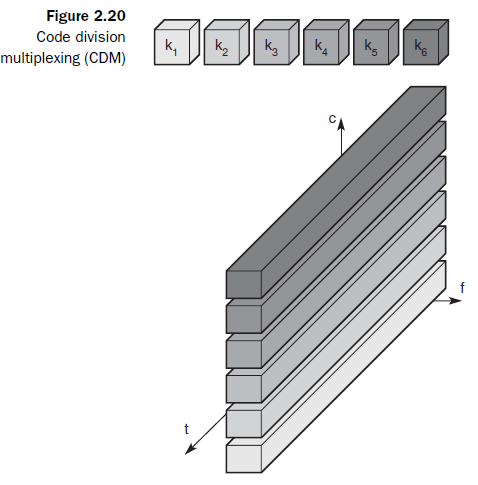 Figure 2.20
Code division
multiplexing (CDM)
k1 k2 k3 k4 k5 k6
c
f
t